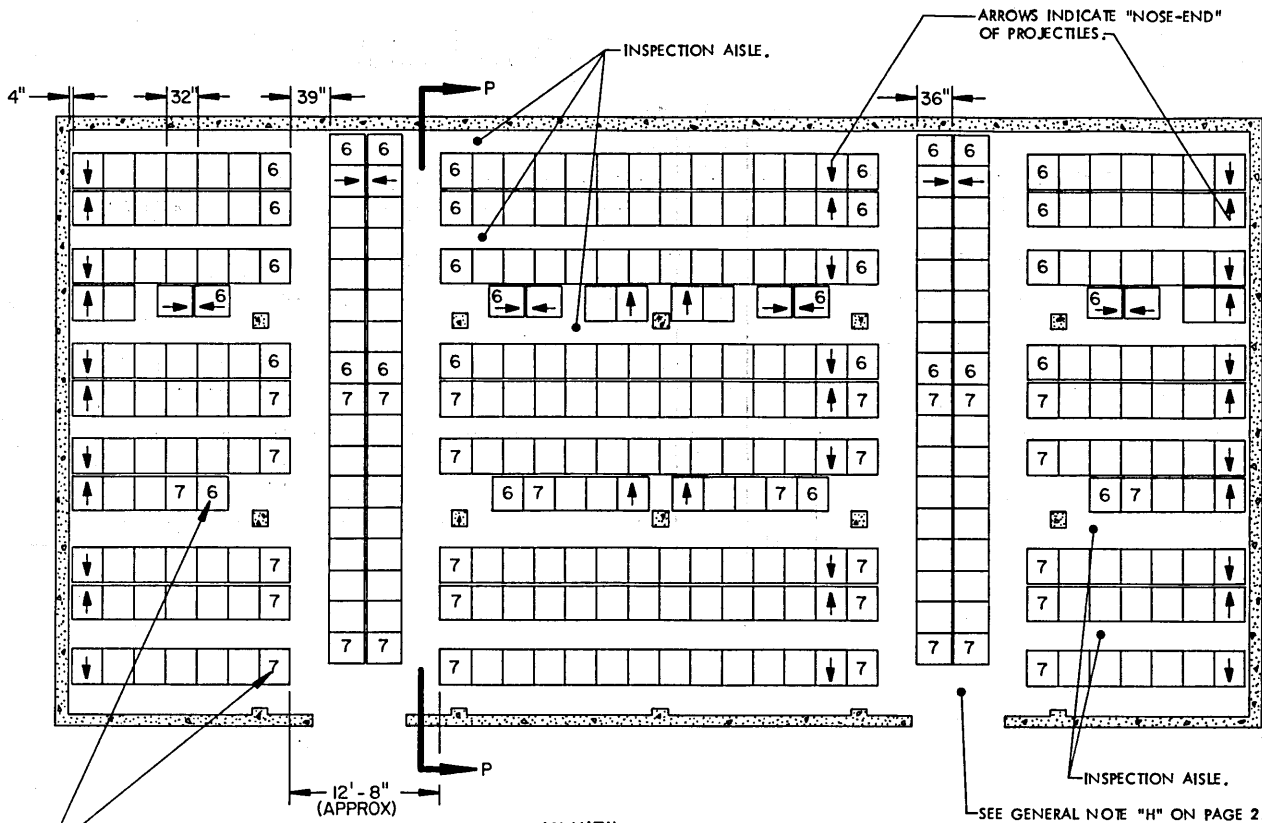 ARROWS INDICATE "NOSE-END"
OF PROJECTILES.
INSPECTION AISLE.
4" 32" 39" P 36"
6 6 6 6
6 6 6 6
6 6 6 6
6 6 6 6
6 6 6 6
6 6 6 6 6 6 6 6
7 7 7 7 7 7 7 7
7 7 7 7
7 6 6 7 7 6 6 7
7 7 7 7
7 7 7 7
7 7 7 7
7 7 7 7
P
12'-8"
(APPROX)
INSPECTION AISLE.
SEE GENERAL NOTE "H" ON PAGE 2